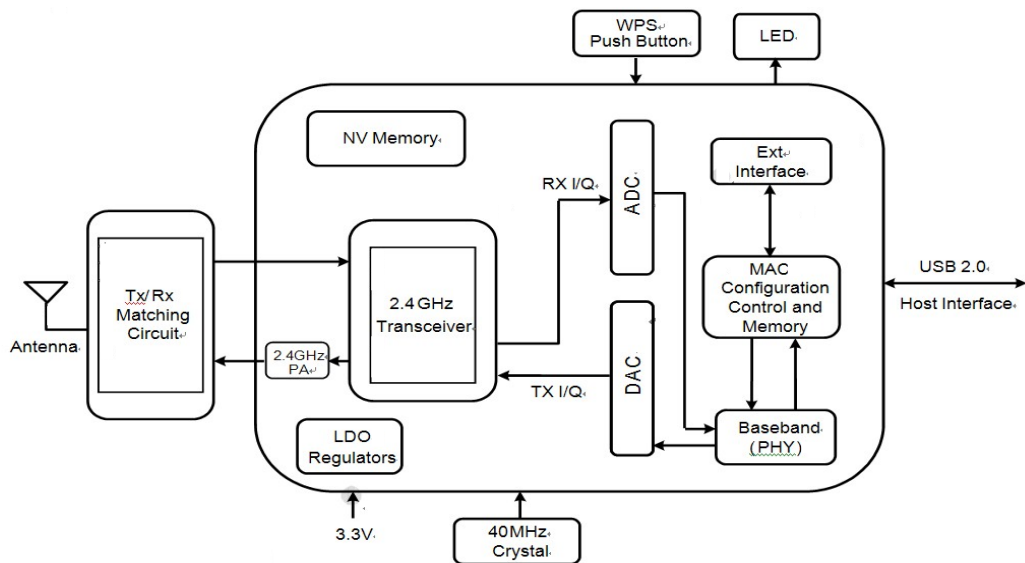 WPS
Push Button
LED
NV Memory
Ext
Interface
RX I/Q
ADC
Tx/Rx
Matching
Circuit
2.4GHz
Transceiver
MAC
Configuration
Control and
Memory
USB 2.0
Host Interface
Antenna
2.4GHz
PA
TX I/Q
DAC
Baseband
(PHY)
LDO
Regulators
3.3V
40MHz
Crystal